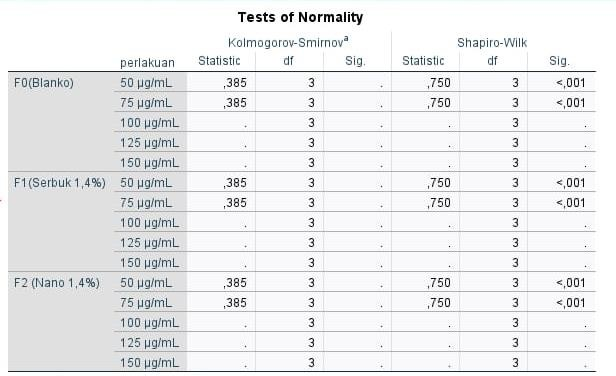 Tests of Normality
Kolmogorov-Smirnovᵃ Shapiro-Wilk
perlakuan Statistic df Sig. Statistic df Sig.
F0(Blanko) 50 µg/mL ,385 3 . ,750 3 <,001
75 µg/mL ,385 3 . ,750 3 <,001
100 µg/mL . 3 . . 3 .
125 µg/mL . 3 . . 3 .
150 µg/mL . 3 . . 3 .
F1(Serbuk 1,4%) 50 µg/mL ,385 3 . ,750 3 <,001
75 µg/mL ,385 3 . ,750 3 <,001
100 µg/mL . 3 . . 3 .
125 µg/mL . 3 . . 3 .
150 µg/mL . 3 . . 3 .
F2 (Nano 1,4%) 50 µg/mL ,385 3 . ,750 3 <,001
75 µg/mL ,385 3 . ,750 3 <,001
100 µg/mL . 3 . . 3 .
125 µg/mL . 3 . . 3 .
150 µg/mL . 3 . . 3 .